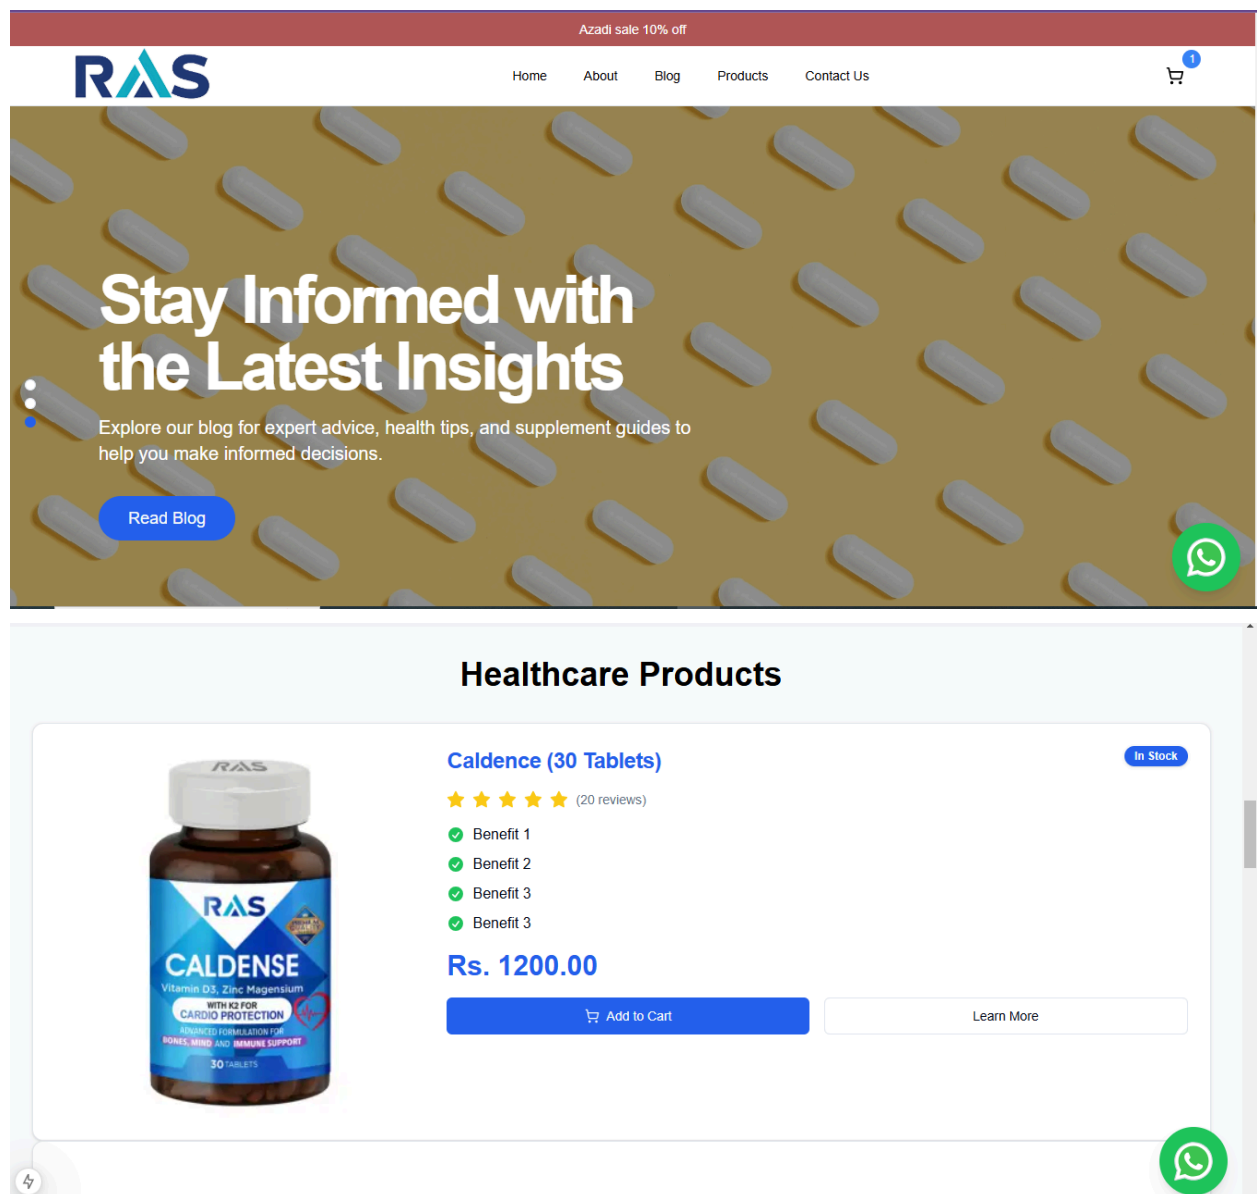 Azadi sale 10% off
RAS
Home About Blog Products Contact Us
1
Stay Informed with
the Latest Insights
Explore our blog for expert advice, health tips, and supplement guides to
help you make informed decisions.
Read Blog
Healthcare Products
Caldence (30 Tablets)
In Stock
(20 reviews)
Benefit 1
Benefit 2
Benefit 3
Benefit 3
Rs. 1200.00
Add to Cart
Learn More
RAS
RAS
CALDENSE
Vitamin D3, Zinc Magensium
WITH K2 FOR
CARDIO PROTECTION
ADVANCED FORMULATION FOR
BONES, MIND AND IMMUNE SUPPORT
30 TABLETS